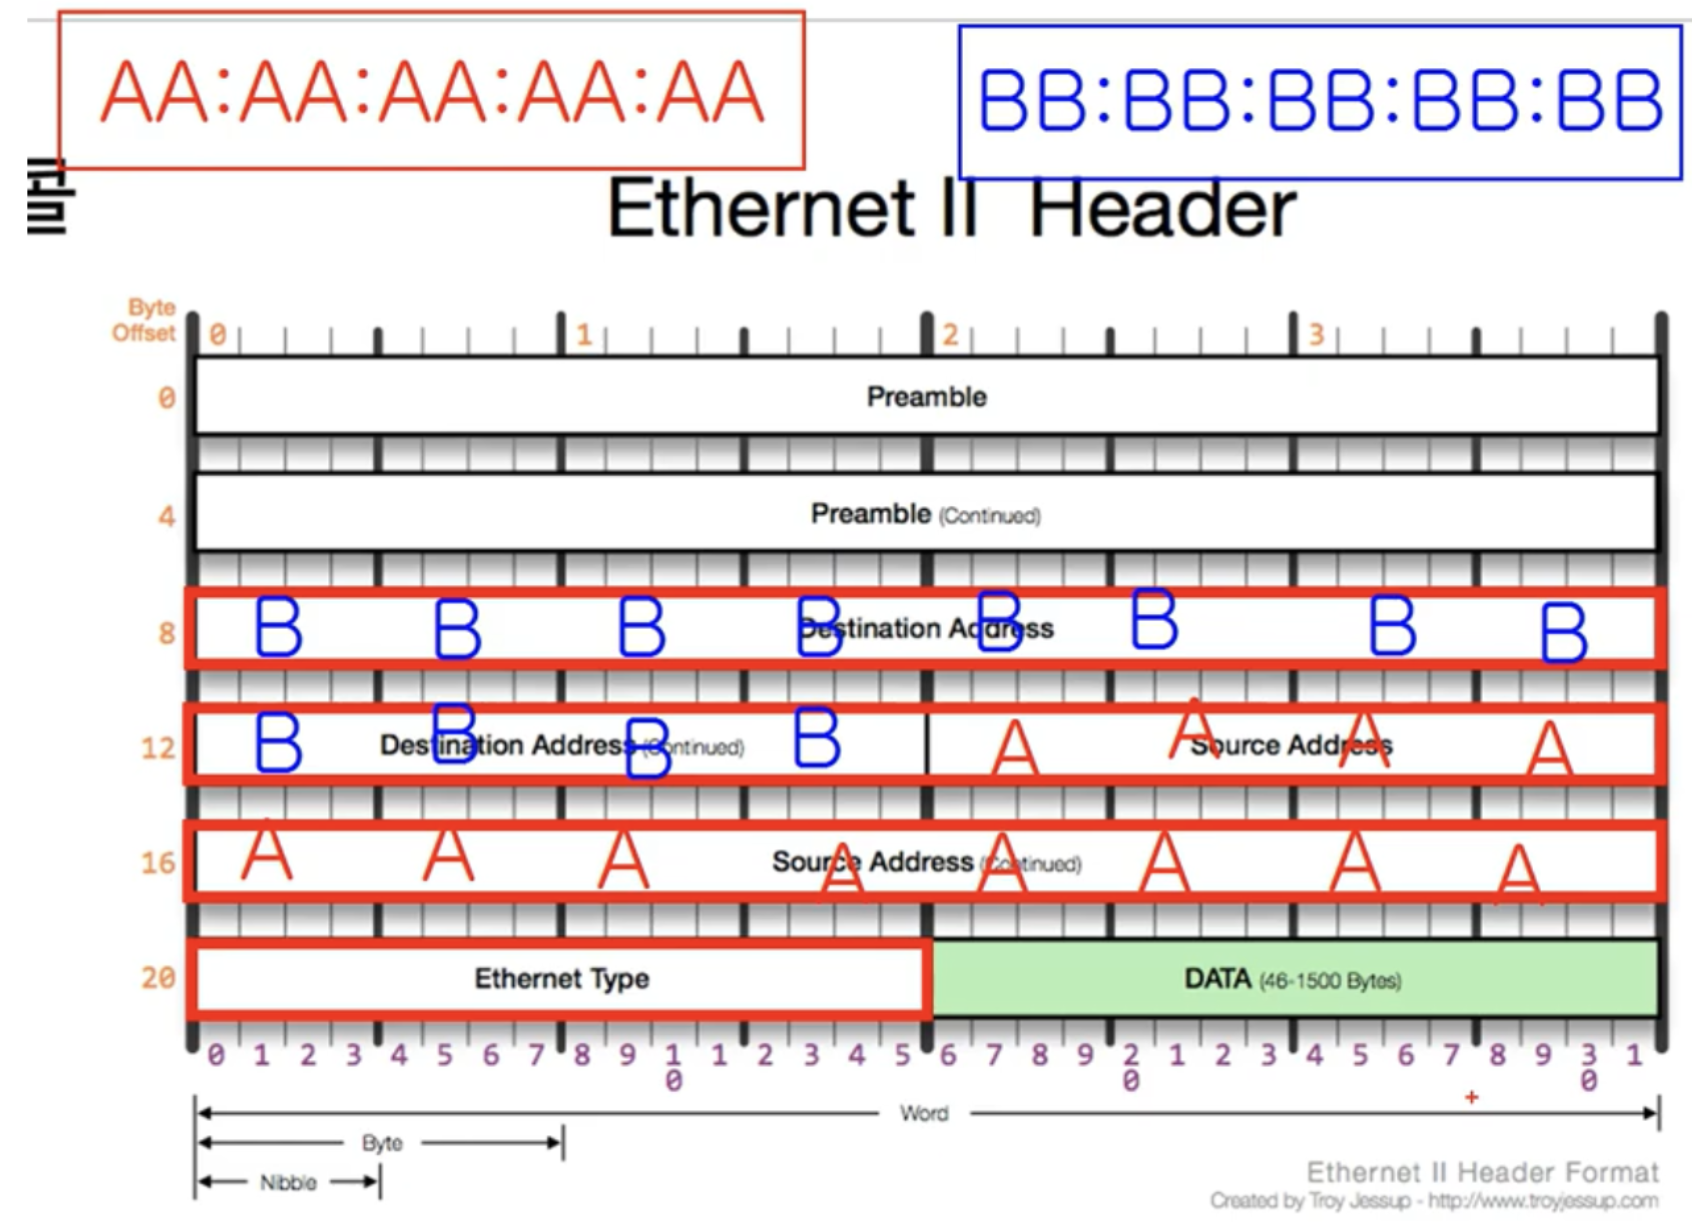 AA:AA:AA:AA:AA
BB:BB:BB:BB:BB
Ethernet II Header
Byte
Offset
0 1 2 3
0 Preamble
4 Preamble (Continued)
8 Destination Address
B B B B B B B B
12 Destination Address (Continued) Source Address
B B B B A A A A
16 Source Address (Continued)
A A A A A A A A
20 Ethernet Type DATA (46-1500 Bytes)
0 1 2 3 4 5 6 7 8 9 10 1 2 3 4 5 6 7 8 9 20 1 2 3 4 5 6 7 8 9 30 1
Word
Byte
Nibble
Ethernet II Header Format
Created by Troy Jessup - http://www.troyjessup.com